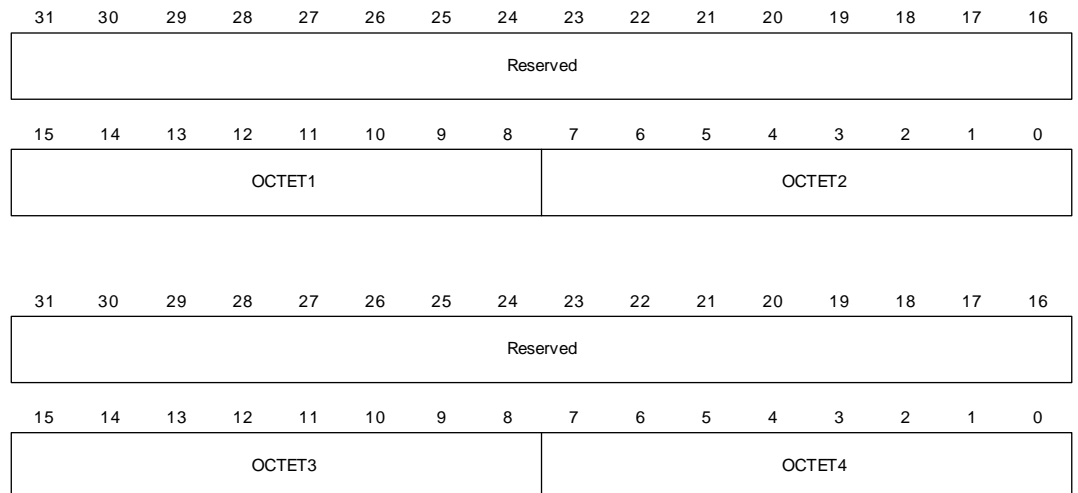 31 30 29 28 27 26 25 24 23 22 21 20 19 18 17 16
Reserved
15 14 13 12 11 10 9 8 7 6 5 4 3 2 1 0
OCTET1 OCTET2
31 30 29 28 27 26 25 24 23 22 21 20 19 18 17 16
Reserved
15 14 13 12 11 10 9 8 7 6 5 4 3 2 1 0
OCTET3 OCTET4